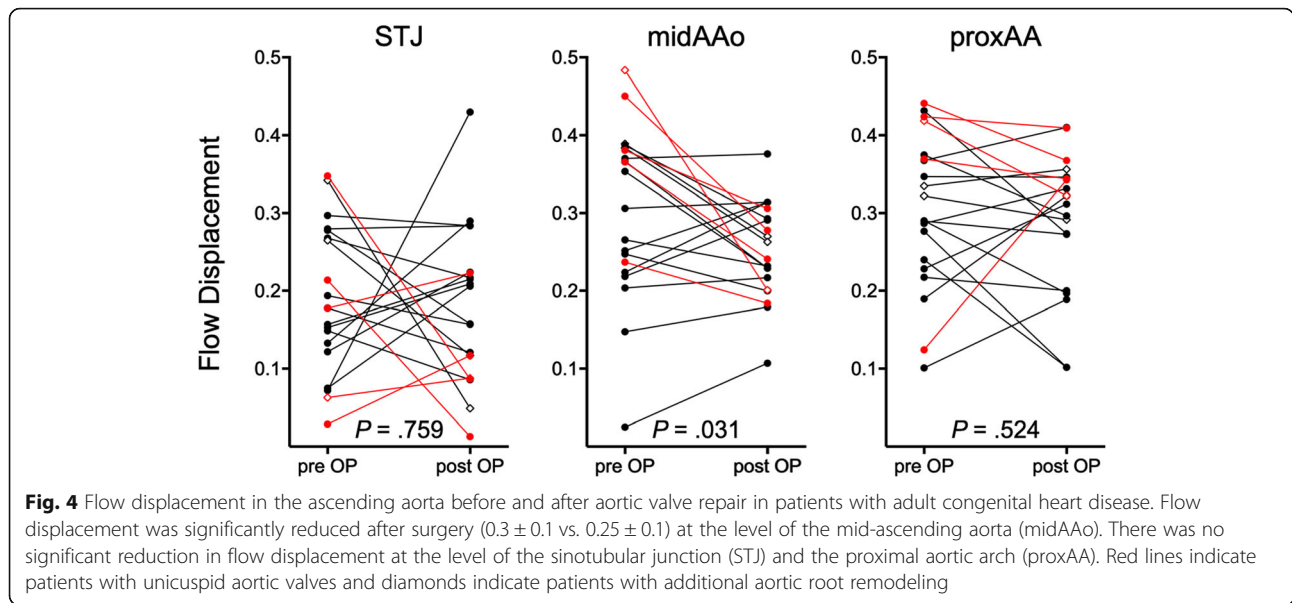 STJ midAAo proxAA
Flow Displacement
0.5
0.4
0.3
0.2
0.1
P = .759
pre OP post OP
0.5
0.4
0.3
0.2
0.1
P = .031
pre OP post OP
0.5
0.4
0.3
0.2
0.1
P = .524
pre OP post OP
Fig. 4 Flow displacement in the ascending aorta before and after aortic valve repair in patients with adult congenital heart disease. Flow
displacement was significantly reduced after surgery (0.3 ± 0.1 vs. 0.25 ± 0.1) at the level of the mid-ascending aorta (midAAo). There was no
significant reduction in flow displacement at the level of the sinotubular junction (STJ) and the proximal aortic arch (proxAA). Red lines indicate
patients with unicuspid aortic valves and diamonds indicate patients with additional aortic root remodeling